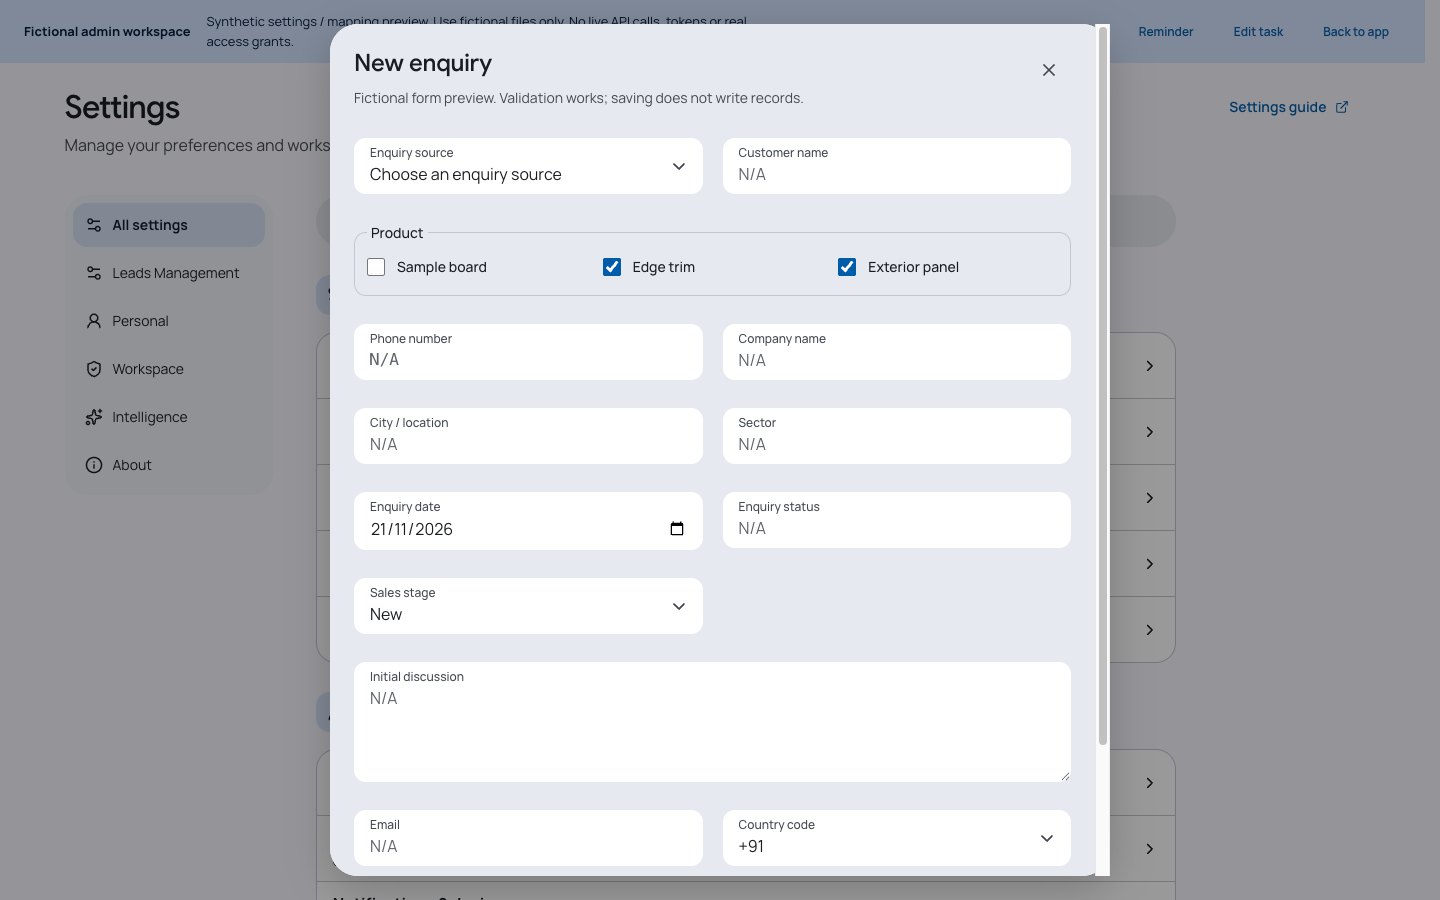 Fictional admin workspace
Synthetic settings / mapping preview. Use fictional files only. No live API calls, tokens or real
access grants.
Reminder
Edit task
Back to app
Settings
Manage your preferences and works
Settings guide
All settings
Leads Management
Personal
Workspace
Intelligence
About
New enquiry
Fictional form preview. Validation works; saving does not write records.
Enquiry source
Choose an enquiry source
Customer name
N/A
Product
Sample board
Edge trim
Exterior panel
Phone number
N/A
Company name
N/A
City / location
N/A
Sector
N/A
Enquiry date
21/11/2026
Enquiry status
N/A
Sales stage
New
Initial discussion
N/A
Email
N/A
Country code
+91